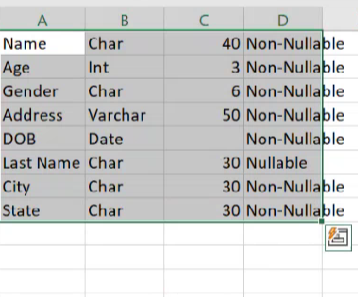 A B C D
Name Char 40 Non-Nullable
Age Int 3 Non-Nullable
Gender Char 6 Non-Nullable
Address Varchar 50 Non-Nullable
DOB Date Non-Nullable
Last Name Char 30 Nullable
City Char 30 Non-Nullable
State Char 30 Non-Nullable